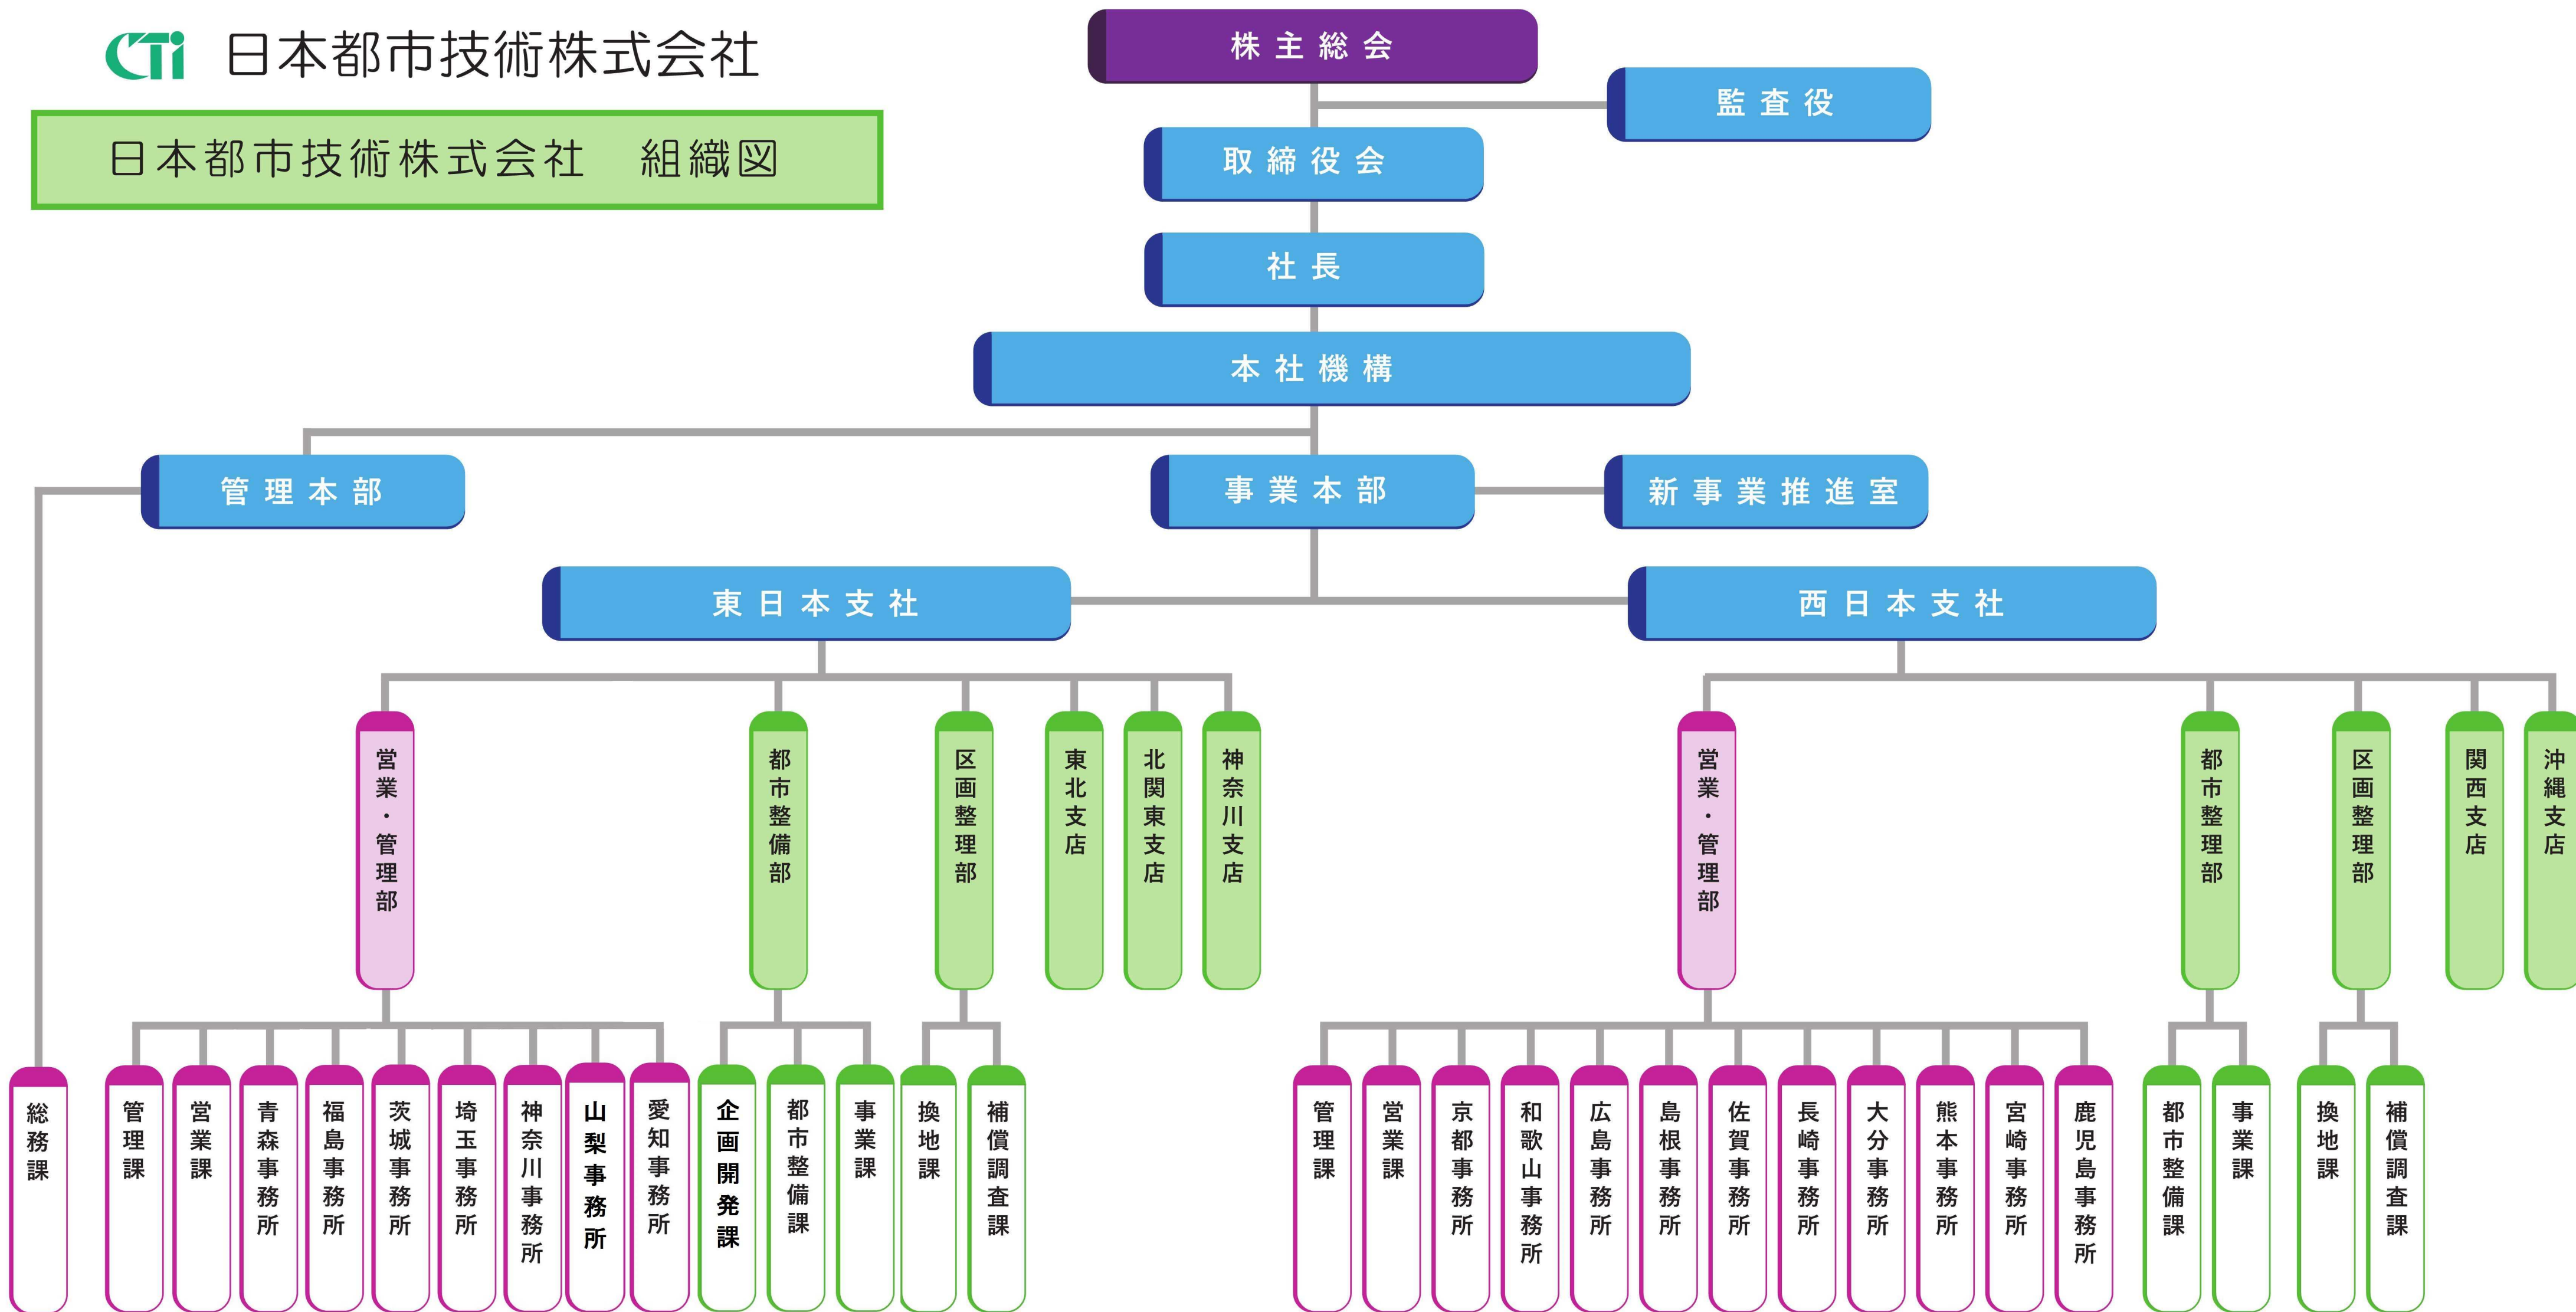 CTi 日本都市技術株式会社
日本都市技術株式会社 組織図
株主総会
監査役
取締役会
社長
本社機構
管理本部
事業本部
新事業推進室
東日本支社
西日本支社
営業・管理部
都市整備部
区画整理部
東北支店
北関東支店
神奈川支店
営業・管理部
都市整理部
区画整理部
関西支店
沖縄支店
総務課
管理課
営業課
青森事務所
福島事務所
茨城事務所
埼玉事務所
神奈川事務所
山梨事務所
愛知事務所
企画開発課
都市整備課
事業課
換地課
補償調査課
管理課
営業課
京都事務所
和歌山事務所
広島事務所
島根事務所
佐賀事務所
長崎事務所
大分事務所
熊本事務所
宮崎事務所
鹿児島事務所
都市整備課
事業課
換地課
補償調査課